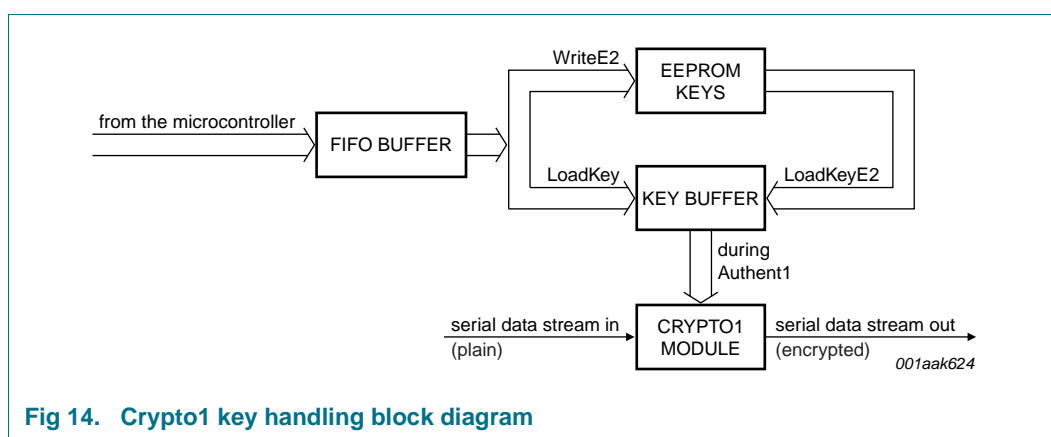 WriteE2
EEPROM
KEYS
from the microcontroller
FIFO BUFFER
LoadKey
LoadKeyE2
KEY BUFFER
during
Authent1
serial data stream in
(plain)
CRYPTO1
MODULE
serial data stream out
(encrypted)
001aak624
Fig 14. Crypto1 key handling block diagram